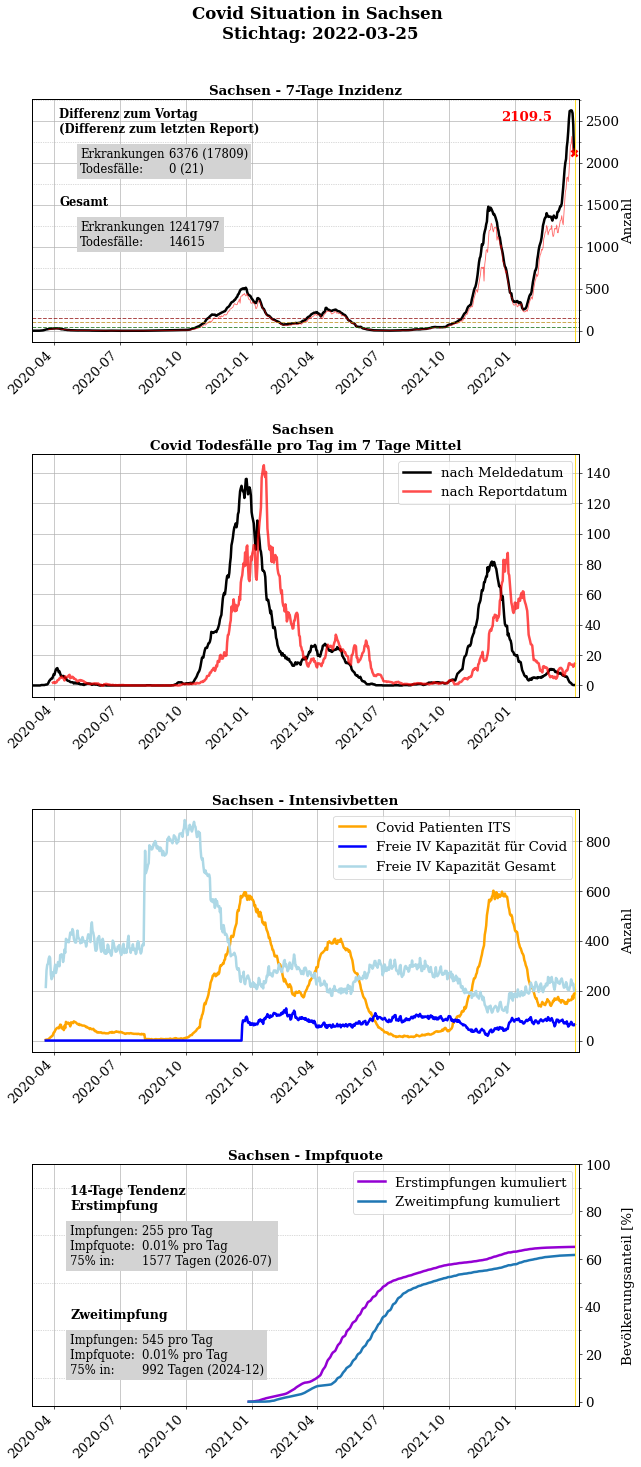 Covid Situation in Sachsen
Stichtag: 2022-03-25
Sachsen - 7-Tage Inzidenz
Differenz zum Vortag
(Differenz zum letzten Report)
Erkrankungen 6376 (17809)
Todesfälle: 0 (21)
Gesamt
Erkrankungen 1241797
Todesfälle: 14615
2109.5
2500
2000
1500
1000
500
0
Anzahl
2020-04 2020-07 2020-10 2021-01 2021-04 2021-07 2021-10 2022-01
Sachsen
Covid Todesfälle pro Tag im 7 Tage Mittel
nach Meldedatum
nach Reportdatum
140
120
100
80
60
40
20
0
2020-04 2020-07 2020-10 2021-01 2021-04 2021-07 2021-10 2022-01
Sachsen - Intensivbetten
Covid Patienten ITS
Freie IV Kapazität für Covid
Freie IV Kapazität Gesamt
800
600
400
200
0
Anzahl
2020-04 2020-07 2020-10 2021-01 2021-04 2021-07 2021-10 2022-01
Sachsen - Impfquote
14-Tage Tendenz
Erstimpfung
Impfungen: 255 pro Tag
Impfquote: 0.01% pro Tag
75% in: 1577 Tagen (2026-07)
Zweitimpfung
Impfungen: 545 pro Tag
Impfquote: 0.01% pro Tag
75% in: 992 Tagen (2024-12)
Erstimpfungen kumuliert
Zweitimpfung kumuliert
100
80
60
40
20
0
Bevölkerungsanteil [%]
2020-04 2020-07 2020-10 2021-01 2021-04 2021-07 2021-10 2022-01